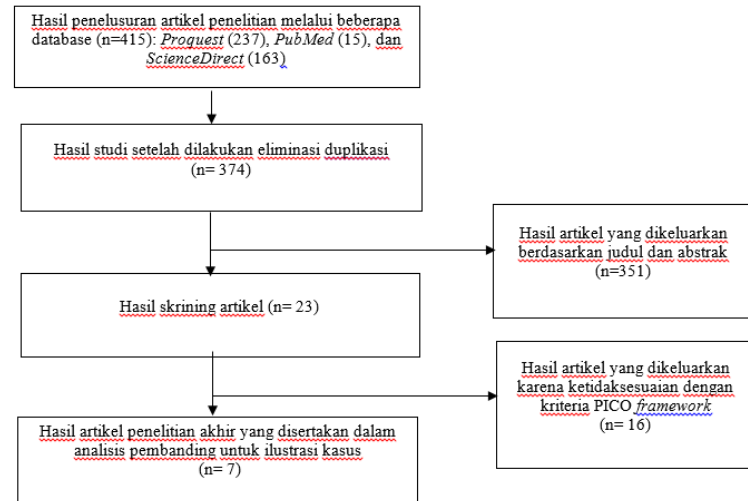 Hasil penelusuran artikel penelitian melalui beberapa
database (n=415): Proquest (237), PubMed (15), dan
ScienceDirect (163)
Hasil studi setelah dilakukan eliminasi duplikasi
(n= 374)
Hasil artikel yang dikeluarkan
berdasarkan judul dan abstrak
(n=351)
Hasil skrining artikel (n= 23)
Hasil artikel yang dikeluarkan
karena ketidaksesuaian dengan
kriteria PICO framework
(n= 16)
Hasil artikel penelitian akhir yang disertakan dalam
analisis pembanding untuk ilustrasi kasus
(n= 7)